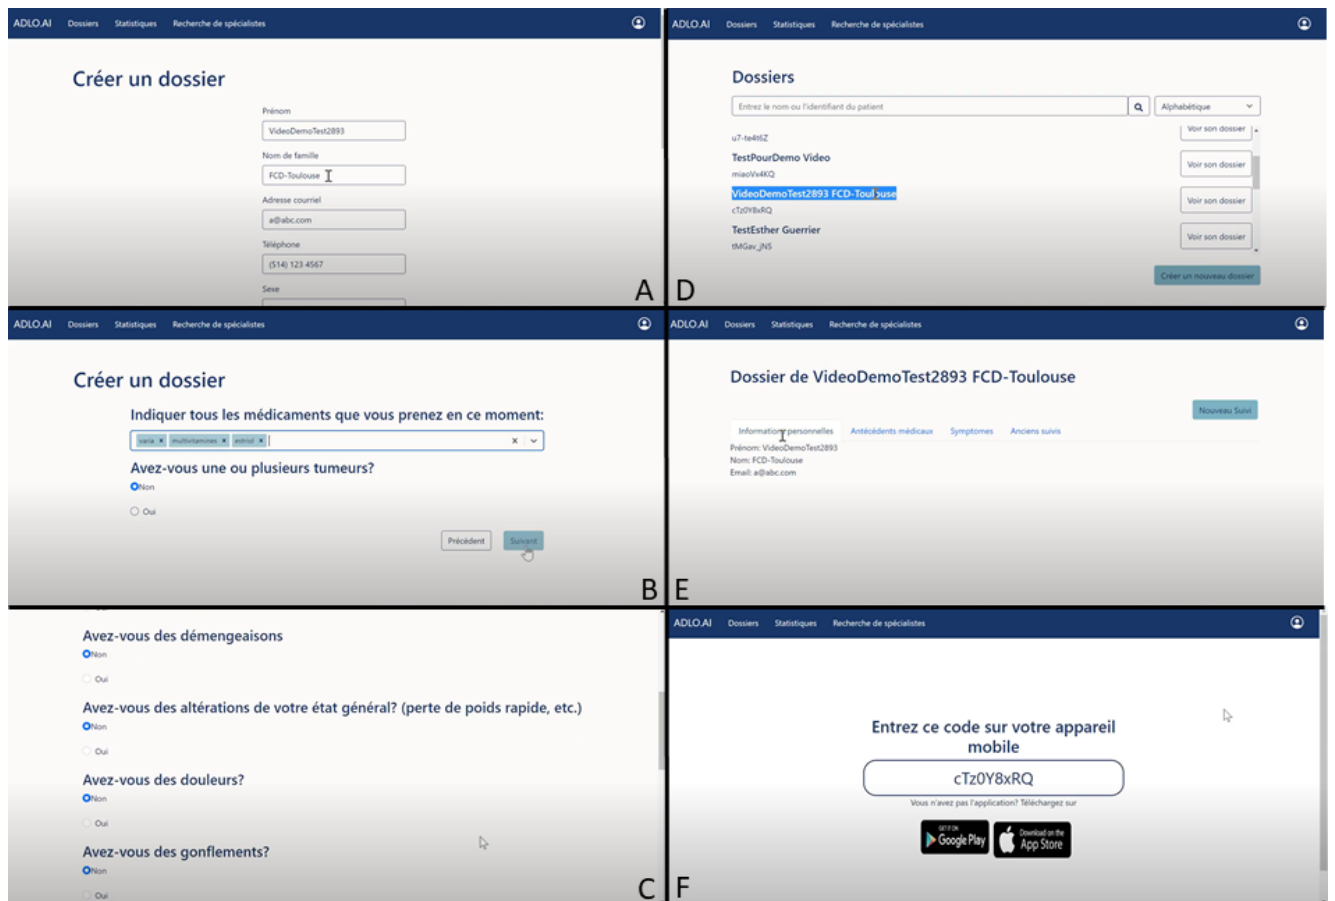 ADLO.AI Dossiers Statistiques Recherche de spécialistes
Créer un dossier
Prénom
VideoDemoTest2893
Nom de famille
FCD-Toulouse
Adresse courriel
a@abc.com
Téléphone
(514) 123 4567
Sexe
A
ADLO.AI Dossiers Statistiques Recherche de spécialistes
Créer un dossier
Indiquer tous les médicaments que vous prenez en ce moment:
varia x multivitamines x estriol x
Avez-vous une ou plusieurs tumeurs?
Non
Oui
Précédent Suivant
B
Oui
Avez-vous des démengeaisons
Non
Oui
Avez-vous des altérations de votre état général? (perte de poids rapide, etc.)
Non
Oui
Avez-vous des douleurs?
Non
Oui
Avez-vous des gonflements?
Non
Oui
C
ADLO.AI Dossiers Statistiques Recherche de spécialistes
Dossiers
Entrez le nom ou l'identifiant du patient Alphabétique
u7-te4t6Z Voir son dossier
TestPourDemo Video
miaoVx4KQ Voir son dossier
VideoDemoTest2893 FCD-Toulouse
cTz0Y8xRQ Voir son dossier
TestEsther Guerrier
tMGav_jNS Voir son dossier
Créer un nouveau dossier
D
ADLO.AI Dossiers Statistiques Recherche de spécialistes
Dossier de VideoDemoTest2893 FCD-Toulouse
Nouveau Suivi
Informations personnelles Antécédents médicaux Symptomes Anciens suivis
Prénom: VideoDemoTest2893
Nom: FCD-Toulouse
Email: a@abc.com
E
ADLO.AI Dossiers Statistiques Recherche de spécialistes
Entrez ce code sur votre appareil
mobile
cTz0Y8xRQ
Vous n'avez pas l'application? Téléchargez sur
GET IT ON Google Play Download on the App Store
F